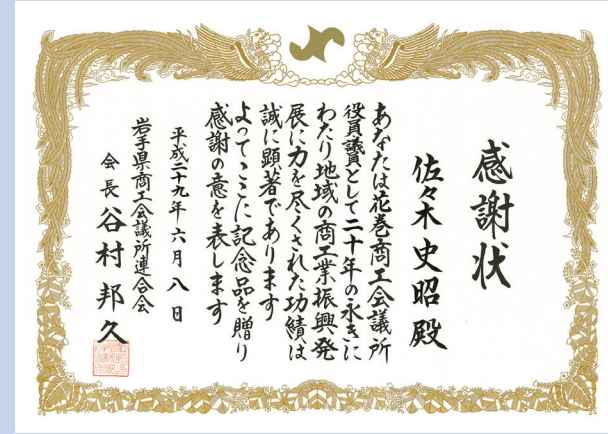 感謝状
佐々木史昭殿
あなたは花巻商工会議所
役員議員として二十年の永きに
わたり地域の商工業振興発
展に力を尽くされた功績は
誠に顕著であります
よってここに記念品を贈り
感謝の意を表します
平成二十九年六月八日
岩手県商工会議所連合会
会長 谷村邦久